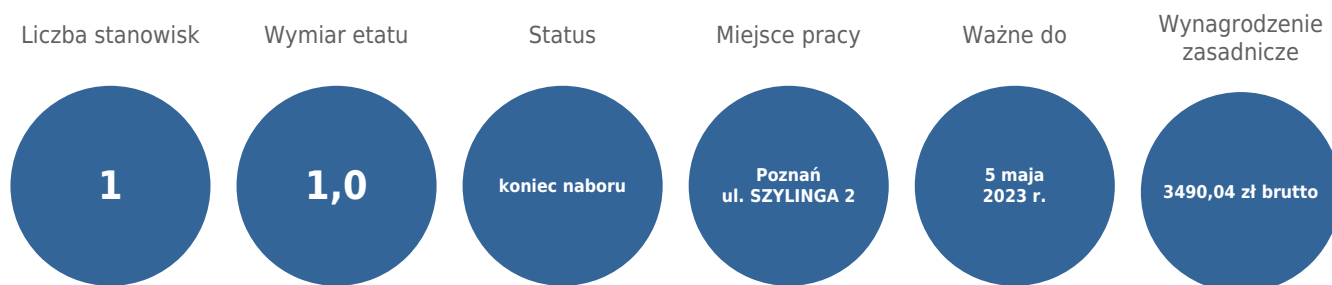 Liczba stanowisk
1
Wymiar etatu
1,0
Status
koniec naboru
Miejsce pracy
Poznań
ul. SZYLINGA 2
Ważne do
5 maja
2023 r.
Wynagrodzenie
zasadnicze
3490,04 zł brutto